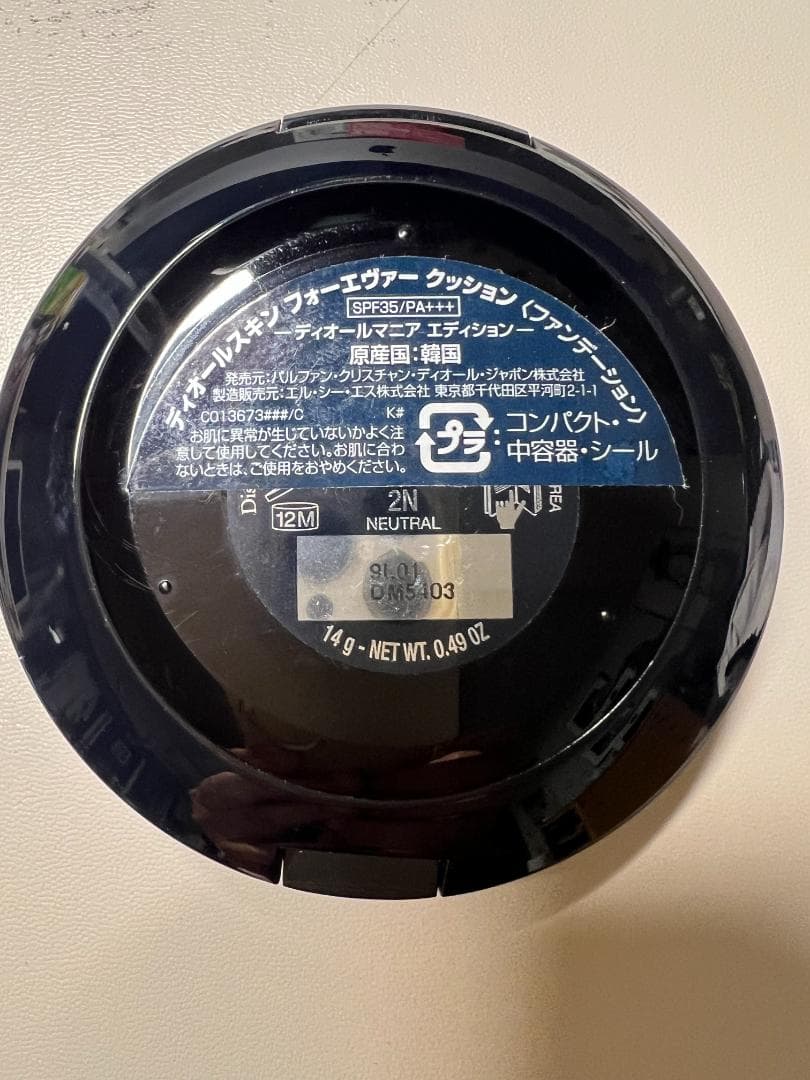 ディオールスキン フォーエヴァー クッション〈ファンデーション〉
SPF35/PA+++
―ディオールマニア エディション―
原産国:韓国
発売元:パルファン・クリスチャン・ディオール・ジャポン株式会社
製造販売元:エル・シー・エス株式会社 東京都千代田区平河町2-1-1
C013673###/C K#
お肌に異常が生じていないかよく注
意して使用してください。お肌に合わ
ないときは、ご使用をおやめください。
プラ
:コンパクト・
中容器・シール
Dis
12M
2N
NEUTRAL
REA
14 g - NET WT. 0.49 OZ